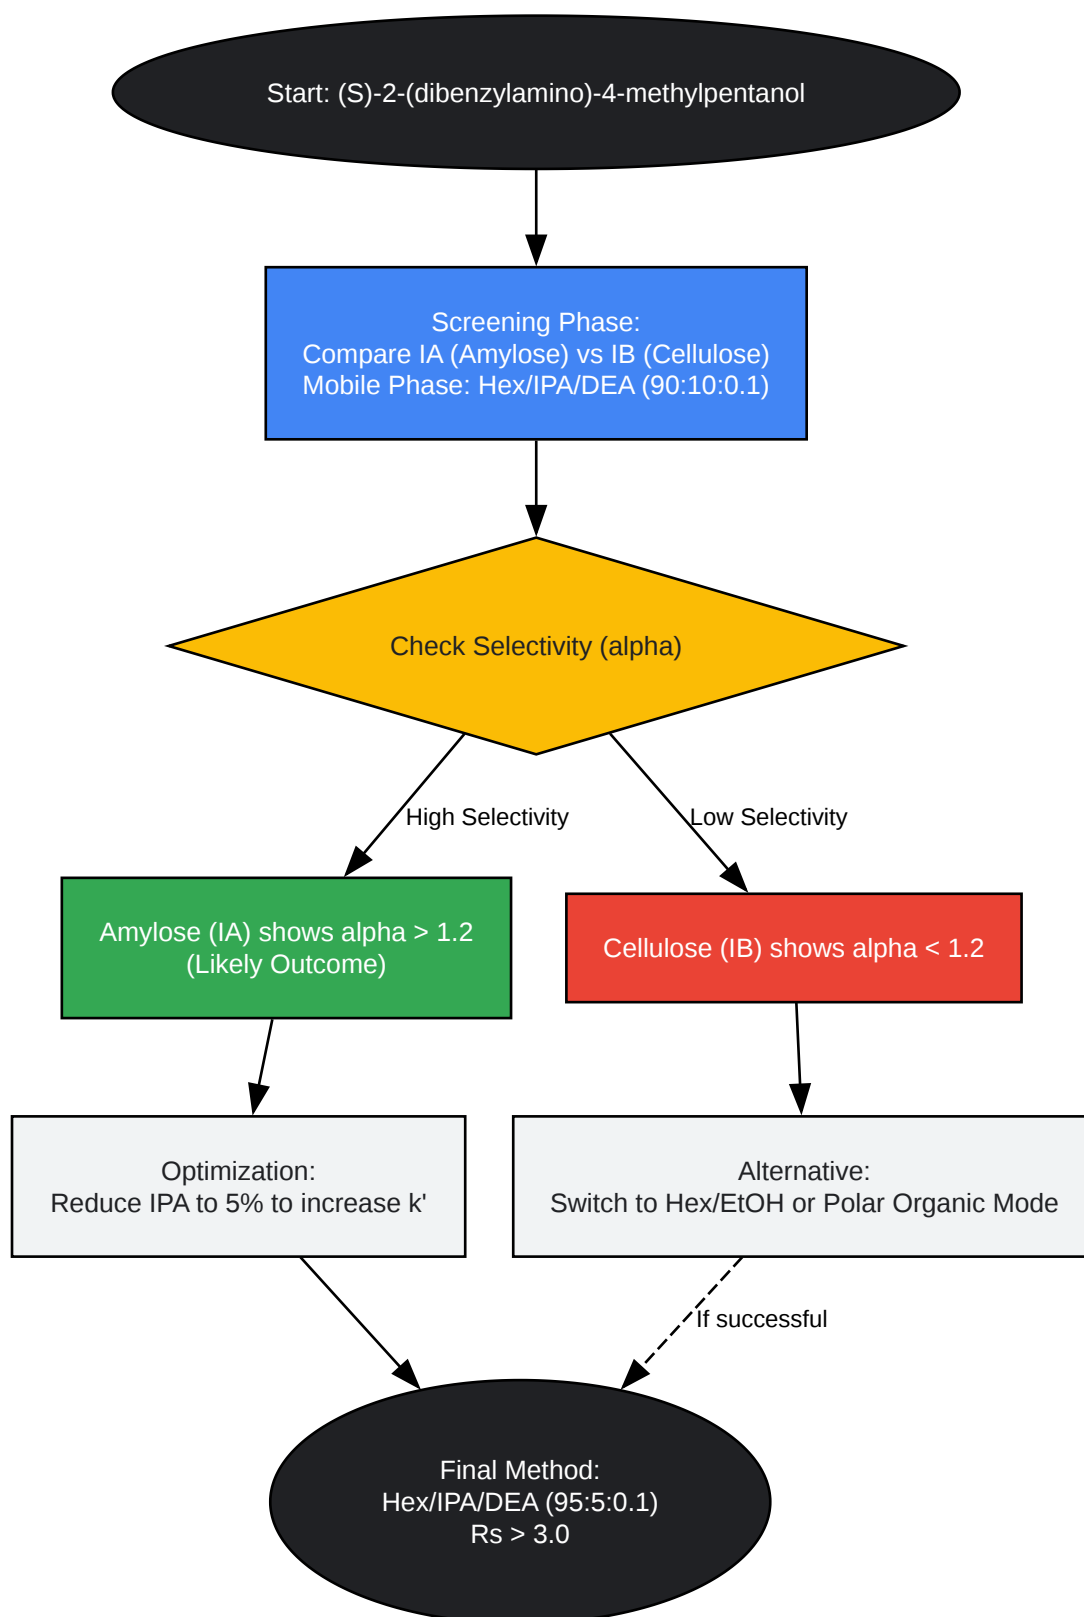 Start: (S)-2-(dibenzylamino)-4-methylpentanol
Screening Phase:
Compare IA (Amylose) vs IB (Cellulose)
Mobile Phase: Hex/IPA/DEA (90:10:0.1)
Check Selectivity (alpha)
High Selectivity
Low Selectivity
Amylose (IA) shows alpha > 1.2
(Likely Outcome)
Cellulose (IB) shows alpha < 1.2
Optimization:
Reduce IPA to 5% to increase k'
Alternative:
Switch to Hex/EtOH or Polar Organic Mode
If successful
Final Method:
Hex/IPA/DEA (95:5:0.1)
Rs > 3.0